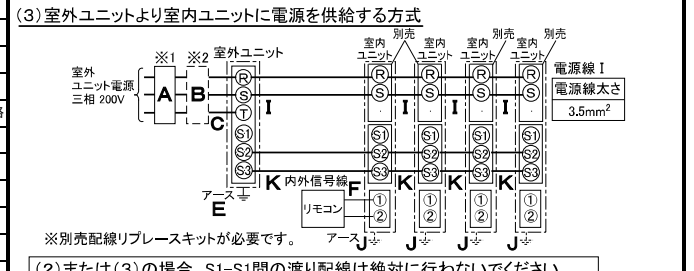 (3)室外ユニットより室内ユニットに電源を供給する方式
※1 ※2 室外ユニット
別売 別売
室内ユニット 室内ユニット 室内ユニット 室内ユニット
室外
ユニット電源
三相 200V
A B C
R
S
T
S1
S2
S3
I I I I
R R R R
S S S S
S1 S1 S1 S1
S2 S2 S2 S2
S3 S3 S3 S3
電源線 I
電源線太さ
3.5mm²
K 内外信号線 F K K K
アース
E
リモコン
① ① ① ①
② ② ② ②
※別売配線リプレースキットが必要です。
アース J J J J
(2)または(3)の場合、S1-S1間の渡り配線は絶対に行わないでください